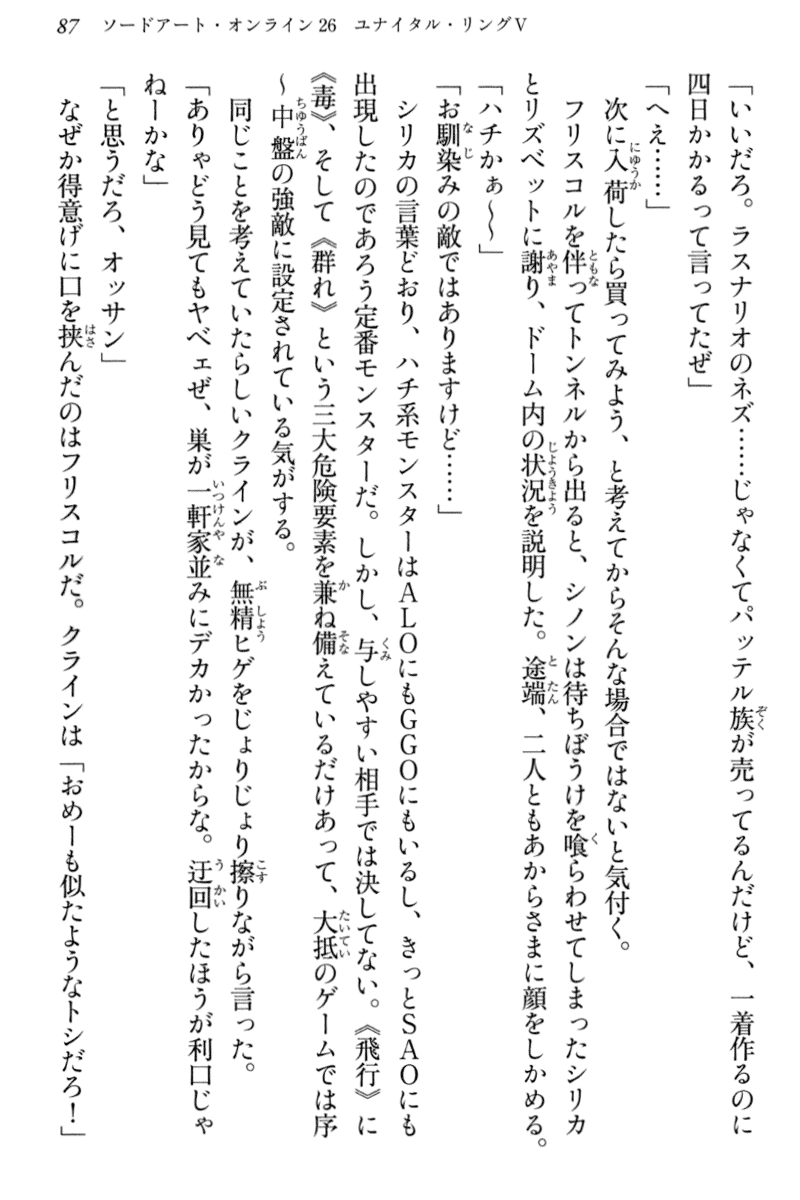 87 ソードアート・オンライン26 ユナイタル・リングⅤ
「いいだろ。ラスナリオのネズ……じゃなくてパッテル族が売ってるんだけど、一着作るのに
四日かかるって言ってたぜ」
「へえ……」
次に入荷したら買ってみよう、と考えてからそんな場合ではないと気付く。
フリスコルを伴ってトンネルから出ると、シノンは待ちぼうけを喰らわせてしまったシリカ
とリズベットに謝り、ドーム内の状況を説明した。途端、二人ともあからさまに顔をしかめる。
「ハチかぁ〜〜」
「お馴染みの敵ではありますけど……」
シリカの言葉どおり、ハチ系モンスターはＡＬＯにもＧＧＯにもいるし、きっとＳＡＯにも
出現したのであろう定番モンスターだ。しかし、与しやすい相手では決してない。《飛行》に
《毒》、そして《群れ》という三大危険要素を兼ね備えているだけあって、大抵のゲームでは序
〜中盤の強敵に設定されている気がする。
同じことを考えていたらしいクラインが、無精ヒゲをじょりじょり擦りながら言った。
「ありゃどう見てもヤベェぜ、巣が一軒家並みにデカかったからな。迂回したほうが利口じゃ
ねーかな」
「と思うだろ、オッサン」
なぜか得意げに口を挟んだのはフリスコルだ。クラインは「おめーも似たようなトシだろ！」